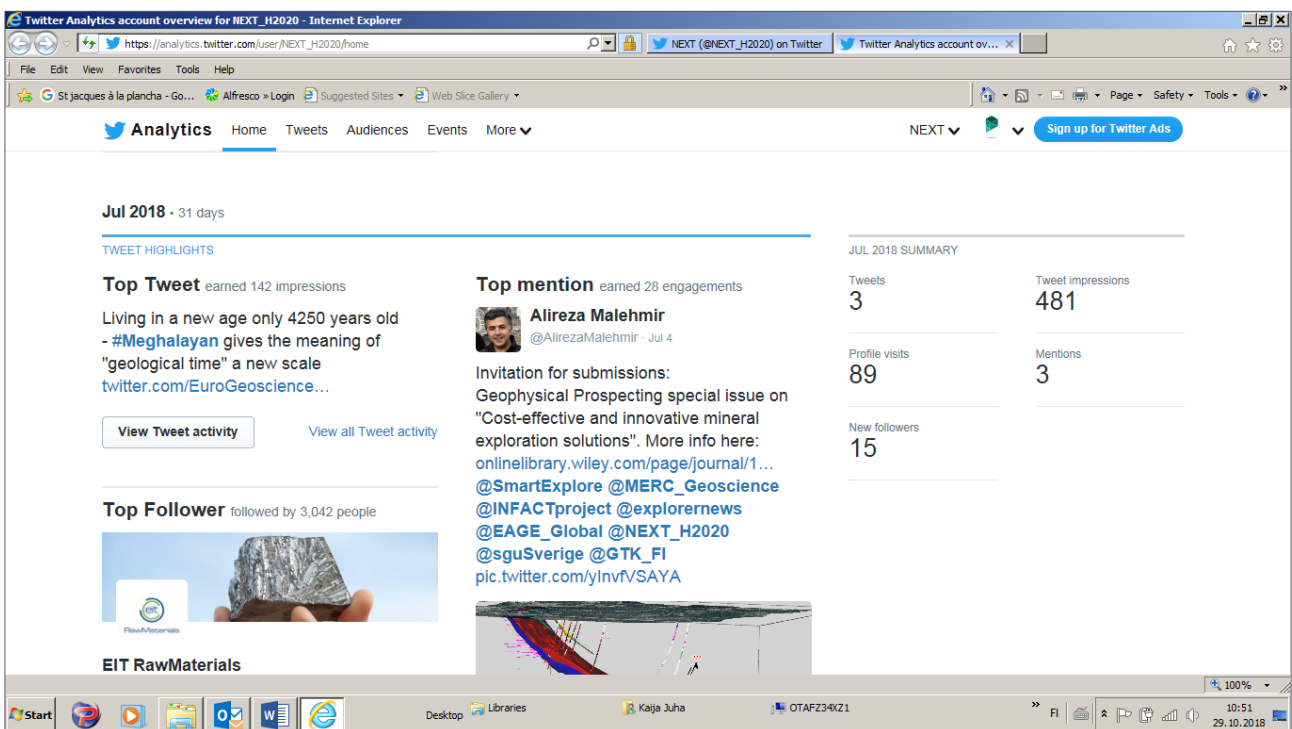 Twitter Analytics account overview for NEXT_H2020 - Internet Explorer
https://analytics.twitter.com/user/NEXT_H2020/home
NEXT (@NEXT_H2020) on Twitter
Twitter Analytics account ov...
File Edit View Favorites Tools Help
St jacques à la plancha - Go... Alfresco » Login Suggested Sites Web Slice Gallery
Page Safety Tools
Analytics Home Tweets Audiences Events More
NEXT Sign up for Twitter Ads
Jul 2018 • 31 days
TWEET HIGHLIGHTS
Top Tweet earned 142 impressions
Living in a new age only 4250 years old
- #Meghalayan gives the meaning of
"geological time" a new scale
twitter.com/EuroGeoscience…
View Tweet activity View all Tweet activity
Top Follower followed by 3,042 people
eit
RawMaterials
EIT RawMaterials
Top mention earned 28 engagements
Alireza Malehmir
@AlirezaMalehmir · Jul 4
Invitation for submissions:
Geophysical Prospecting special issue on
"Cost-effective and innovative mineral
exploration solutions". More info here:
onlinelibrary.wiley.com/page/journal/1…
@SmartExplore @MERC_Geoscience
@INFACTproject @explorernews
@EAGE_Global @NEXT_H2020
@sguSverige @GTK_FI
pic.twitter.com/yInvfVSAYA
JUL 2018 SUMMARY
Tweets
3
Tweet impressions
481
Profile visits
89
Mentions
3
New followers
15
100%
Start
Desktop
Libraries
Kaija Juha
OTAFZ34XZ1
FI
10:51
29.10.2018